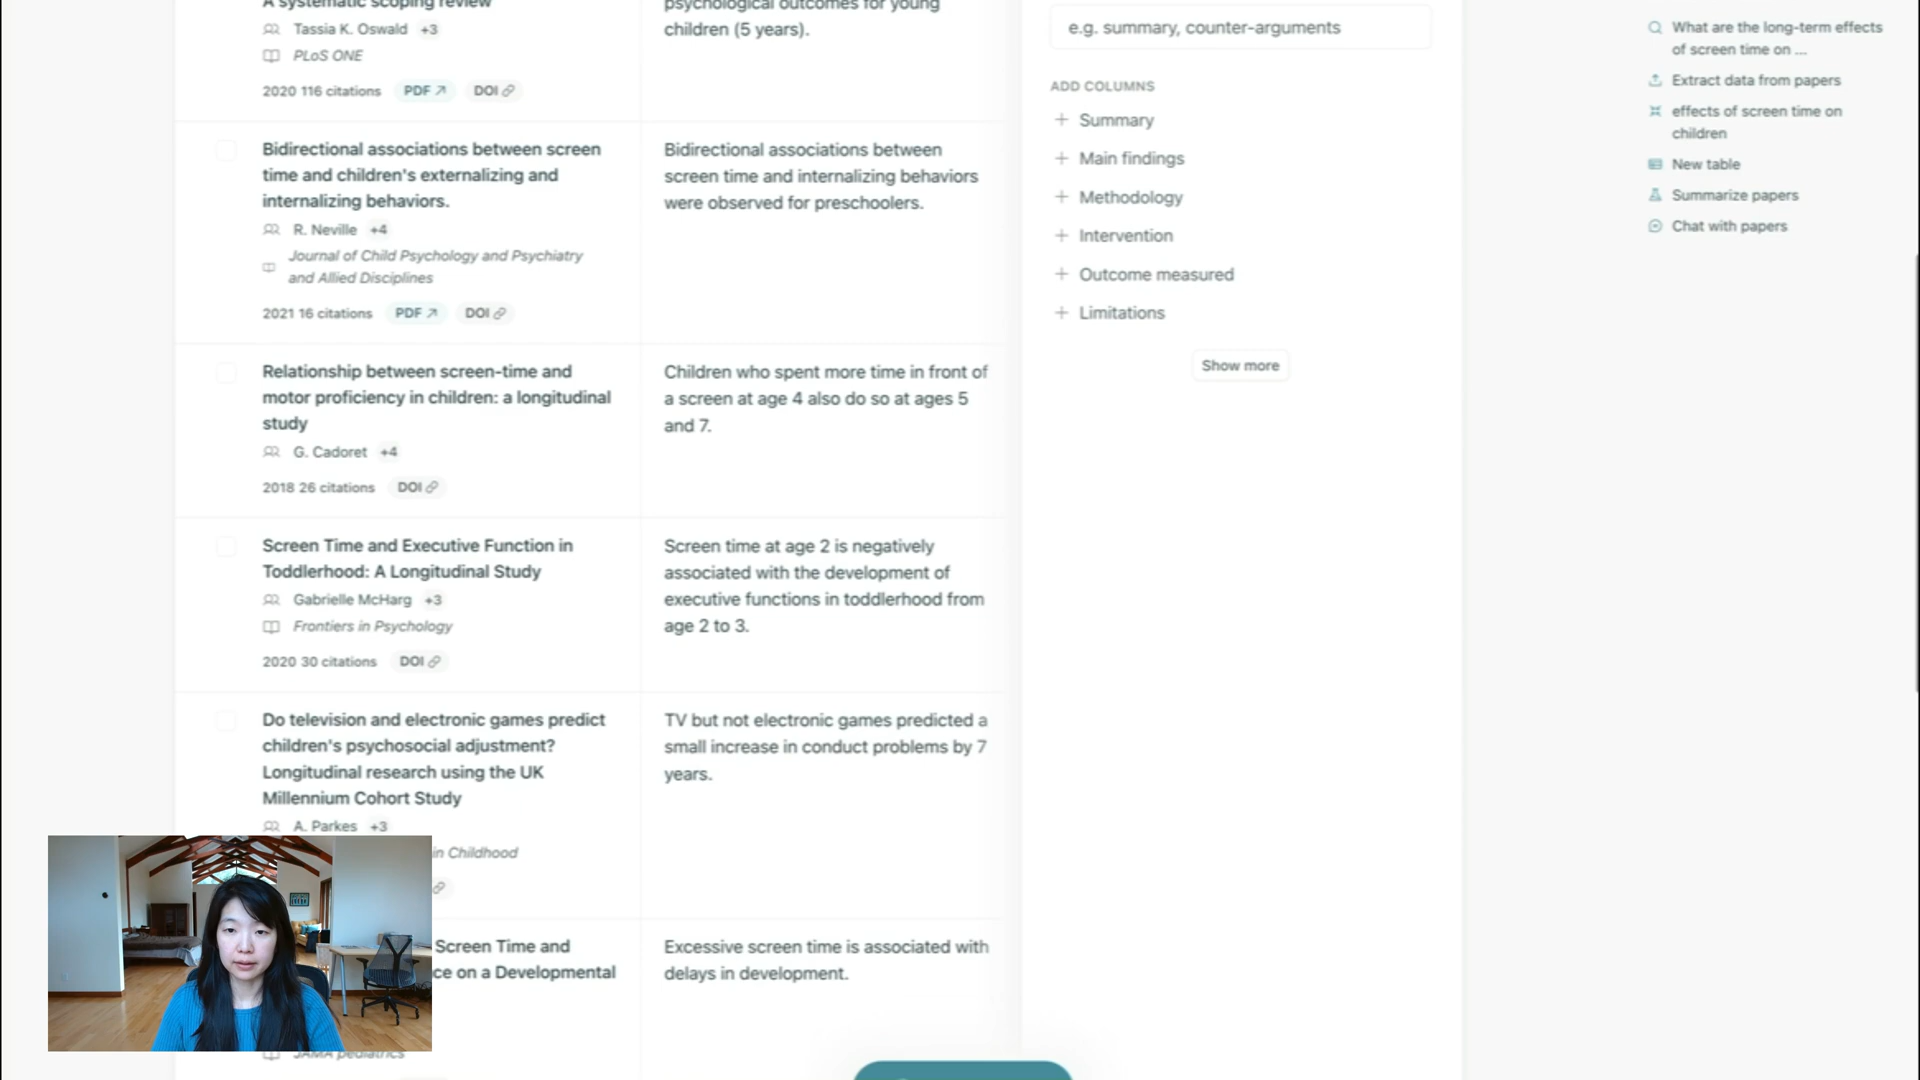 A systematic scoping review
Tassia K. Oswald +3
PLoS ONE
2020 116 citations PDF DOI
psychological outcomes for young
children (5 years).
Bidirectional associations between screen
time and children's externalizing and
internalizing behaviors.
R. Neville +4
Journal of Child Psychology and Psychiatry
and Allied Disciplines
2021 16 citations PDF DOI
Bidirectional associations between
screen time and internalizing behaviors
were observed for preschoolers.
Relationship between screen-time and
motor proficiency in children: a longitudinal
study
G. Cadoret +4
2018 26 citations DOI
Children who spent more time in front of
a screen at age 4 also do so at ages 5
and 7.
Screen Time and Executive Function in
Toddlerhood: A Longitudinal Study
Gabrielle McHarg +3
Frontiers in Psychology
2020 30 citations DOI
Screen time at age 2 is negatively
associated with the development of
executive functions in toddlerhood from
age 2 to 3.
Do television and electronic games predict
children's psychosocial adjustment?
Longitudinal research using the UK
Millennium Cohort Study
A. Parkes +3
in Childhood
TV but not electronic games predicted a
small increase in conduct problems by 7
years.
Screen Time and
ce on a Developmental
JAMA pediatrics
Excessive screen time is associated with
delays in development.
e.g. summary, counter-arguments
ADD COLUMNS
+ Summary
+ Main findings
+ Methodology
+ Intervention
+ Outcome measured
+ Limitations
Show more
What are the long-term effects
of screen time on ...
Extract data from papers
effects of screen time on
children
New table
Summarize papers
Chat with papers